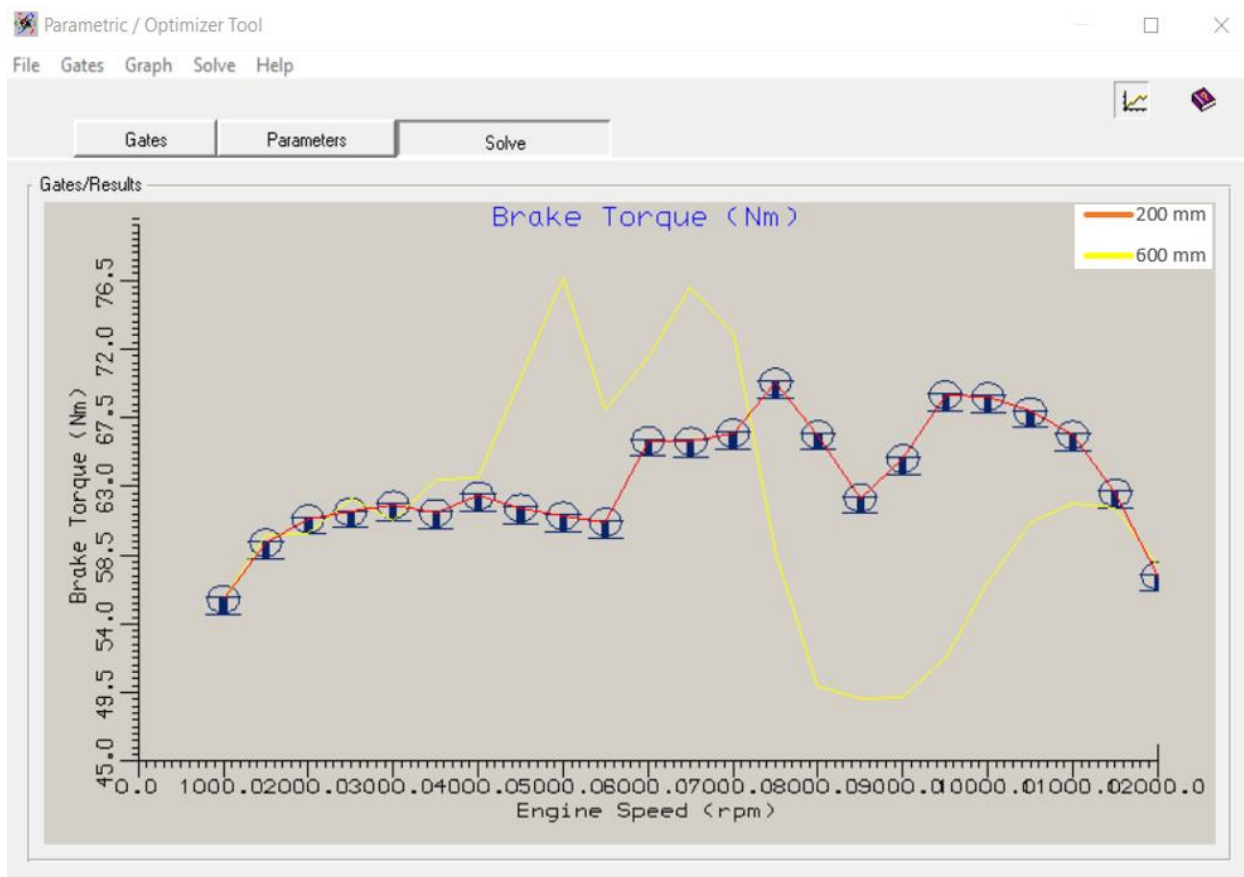 Parametric / Optimizer Tool
File Gates Graph Solve Help
Gates Parameters Solve
Gates/Results
Brake Torque (Nm)
200 mm
600 mm
76.5
72.0
67.5
63.0
58.5
54.0
49.5
45.0
Brake Torque (Nm)
0.0 1000.02000.03000.04000.05000.06000.07000.08000.09000.010000.011000.012000.0
Engine Speed (rpm)